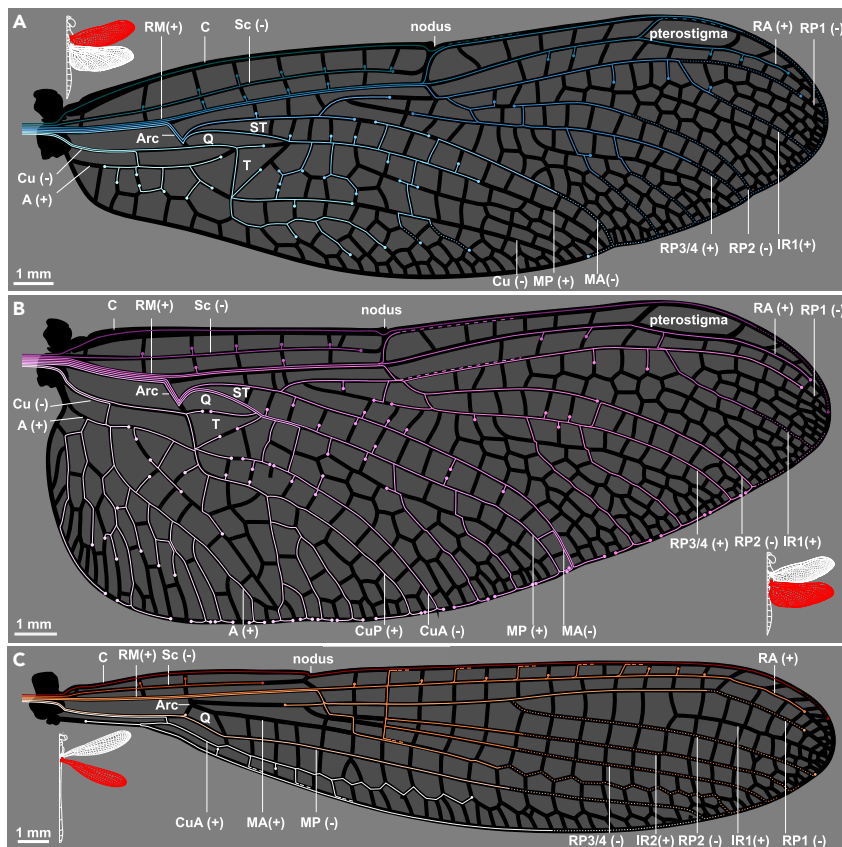 A
RM(+) C Sc (-) nodus RA (+) RP1 (-)
pterostigma
Arc Q ST
T
Cu (-)
A (+)
1 mm
RP3/4 (+) RP2 (-) IR1(+)
Cu (-) MP (+) MA(-)
B
C RM(+) Sc (-) nodus RA (+) RP1 (-)
pterostigma
Arc Q ST
T
Cu (-)
A (+)
RP3/4 (+) RP2 (-) IR1(+)
1 mm
A (+) CuP (+) CuA (-) MP (+) MA(-)
C
C RM(+) Sc (-) nodus RA (+)
Arc
Q
CuA (+) MA(+) MP (-)
1 mm
RP3/4 (-) IR2(+) RP2 (-) IR1(+) RP1 (-)